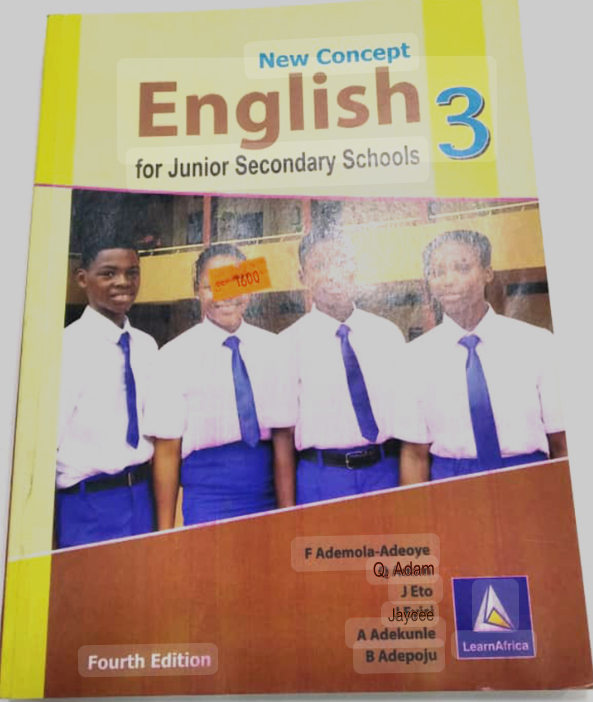 New Concept
English 3
for Junior Secondary Schools
1600
F Ademola-Adeoye
Q. Adam
J Eto
Jaycee
A Adekunle
B Adepoju
LearnAfrica
Fourth Edition